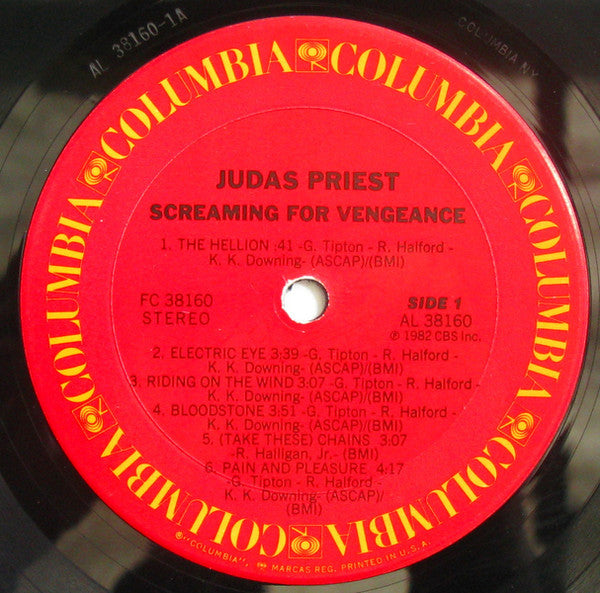 AL 38160-1A
COLUMBIA NY
COLUMBIA COLUMBIA COLUMBIA COLUMBIA COLUMBIA COLUMBIA
JUDAS PRIEST
SCREAMING FOR VENGEANCE
1. THE HELLION :41 -G. Tipton - R. Halford -
K. K. Downing- (ASCAP)/(BMI)
FC 38160
STEREO
SIDE 1
AL 38160
℗ 1982 CBS Inc.
2. ELECTRIC EYE 3:39 -G. Tipton - R. Halford -
K. K. Downing- (ASCAP)/(BMI)
3. RIDING ON THE WIND 3:07 -G. Tipton - R. Halford -
K. K. Downing- (ASCAP)/(BMI)
4. BLOODSTONE 3:51 -G. Tipton - R. Halford -
K. K. Downing- (ASCAP)/(BMI)
5. (TAKE THESE) CHAINS 3:07
-R. Halligan, Jr.- (BMI)
6. PAIN AND PLEASURE 4:17
-G. Tipton - R. Halford -
K. K. Downing- (ASCAP)/
(BMI)
®"COLUMBIA", MARCAS REG. PRINTED IN U.S.A.